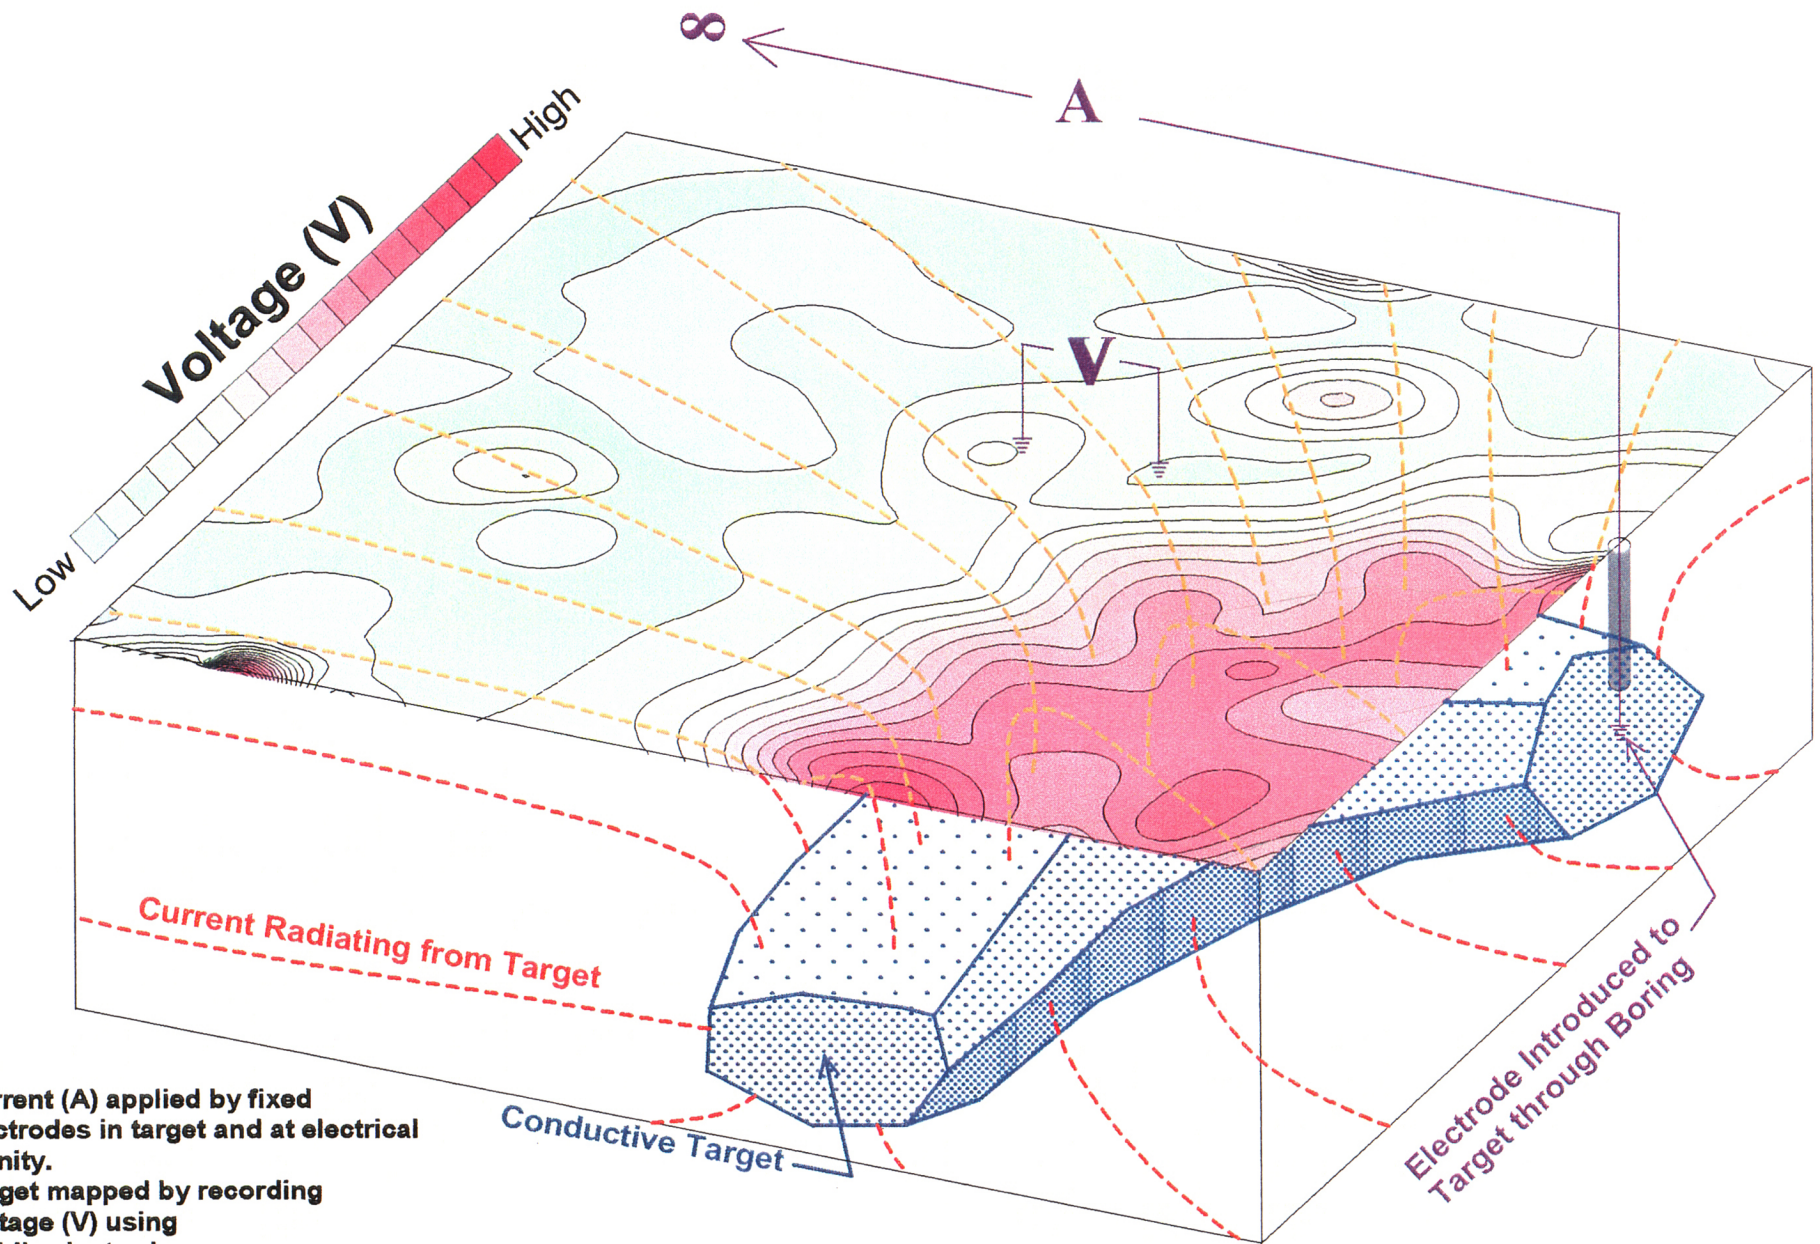 ∞
A
High
Voltage (V)
Low
V
Current Radiating from Target
Conductive Target
Electrode Introduced to
Target through Boring
rrent (A) applied by fixed
ctrodes in target and at electrical
nity.
get mapped by recording
tage (V) using